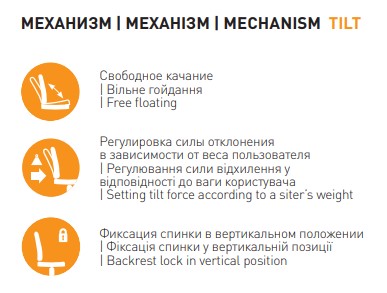 МЕХАНИЗМ | МЕХАНІЗМ | MECHANISM TILT
Свободное качание
| Вільне гойдання
| Free floating
Регулировка силы отклонения
в зависимости от веса пользователя
| Регулювання сили відхилення у
відповідності до ваги користувача
| Setting tilt force according to a siter's weight
Фиксация спинки в вертикальном положении
| Фіксація спинки у вертикальній позиції
| Backrest lock in vertical position